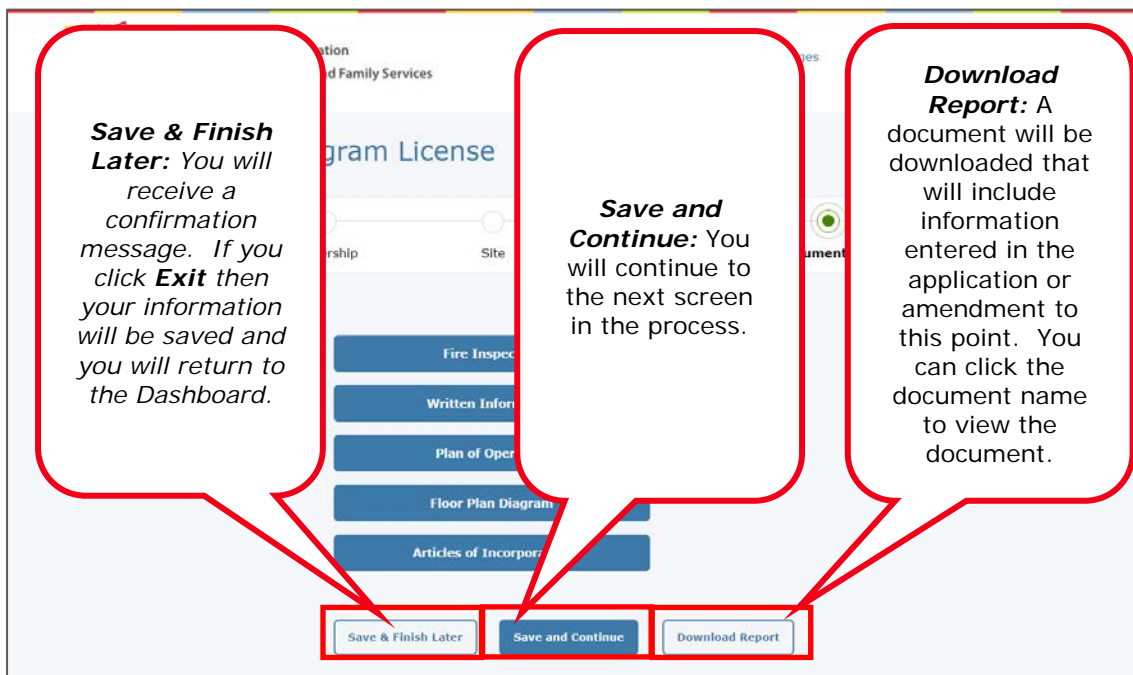 ation
nd Family Services
ges
gram License
ership
Site
ument
Save & Finish
Later: You will
receive a
confirmation
message.  If you
click Exit then
your information
will be saved and
you will return to
the Dashboard.
Save and
Continue: You
will continue to
the next screen
in the process.
Download
Report: A
document will be
downloaded that
will include
information
entered in the
application or
amendment to
this point.  You
can click the
document name
to view the
document.
Fire Inspec
Written Infor
Plan of Oper
Floor Plan Diagram
Articles of Incorpora
Save & Finish Later
Save and Continue
Download Report